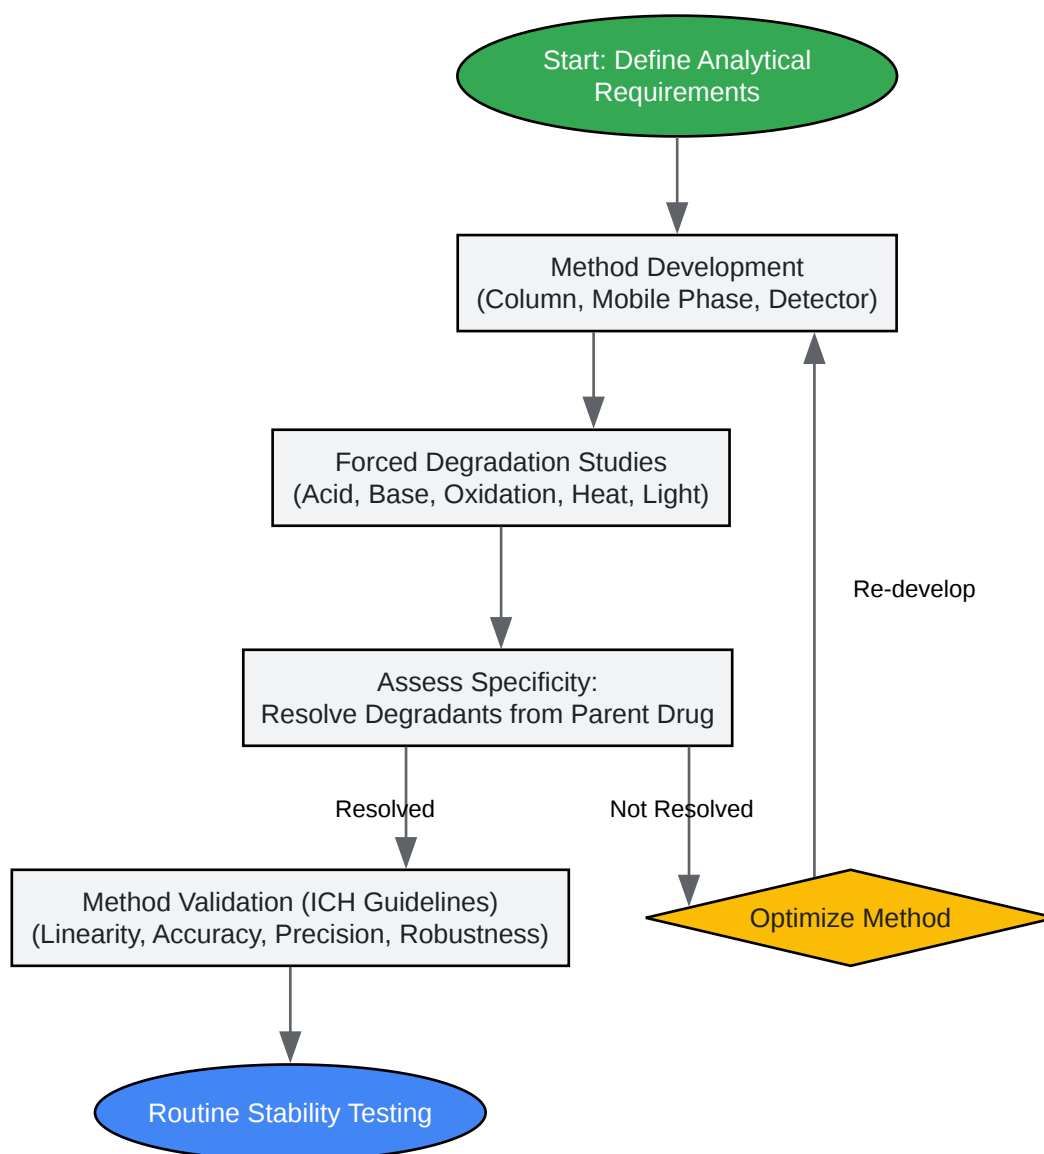 Start: Define Analytical
Requirements
Method Development
(Column, Mobile Phase, Detector)
Forced Degradation Studies
(Acid, Base, Oxidation, Heat, Light)
Re-develop
Assess Specificity:
Resolve Degradants from Parent Drug
Resolved
Not Resolved
Method Validation (ICH Guidelines)
(Linearity, Accuracy, Precision, Robustness)
Optimize Method
Routine Stability Testing